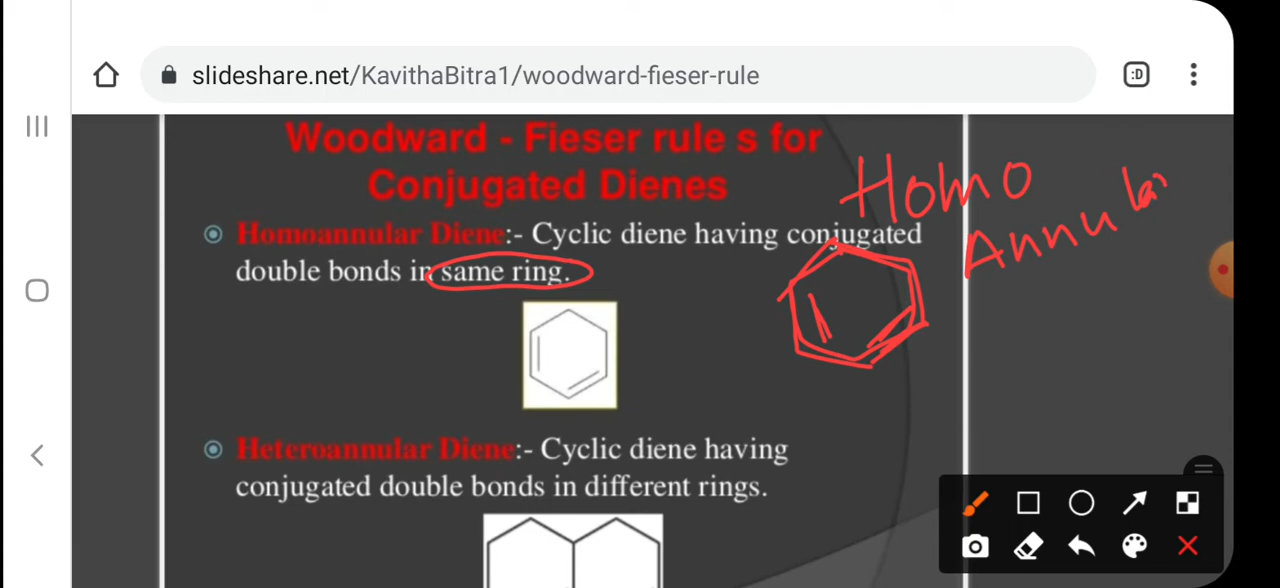 slideshare.net/KavithaBitra1/woodward-fieser-rule
:D
Woodward - Fieser rule s for
Conjugated Dienes
Homo
Annular
Homoannular Diene:- Cyclic diene having conjugated
double bonds in same ring.
Heteroannular Diene:- Cyclic diene having
conjugated double bonds in different rings.